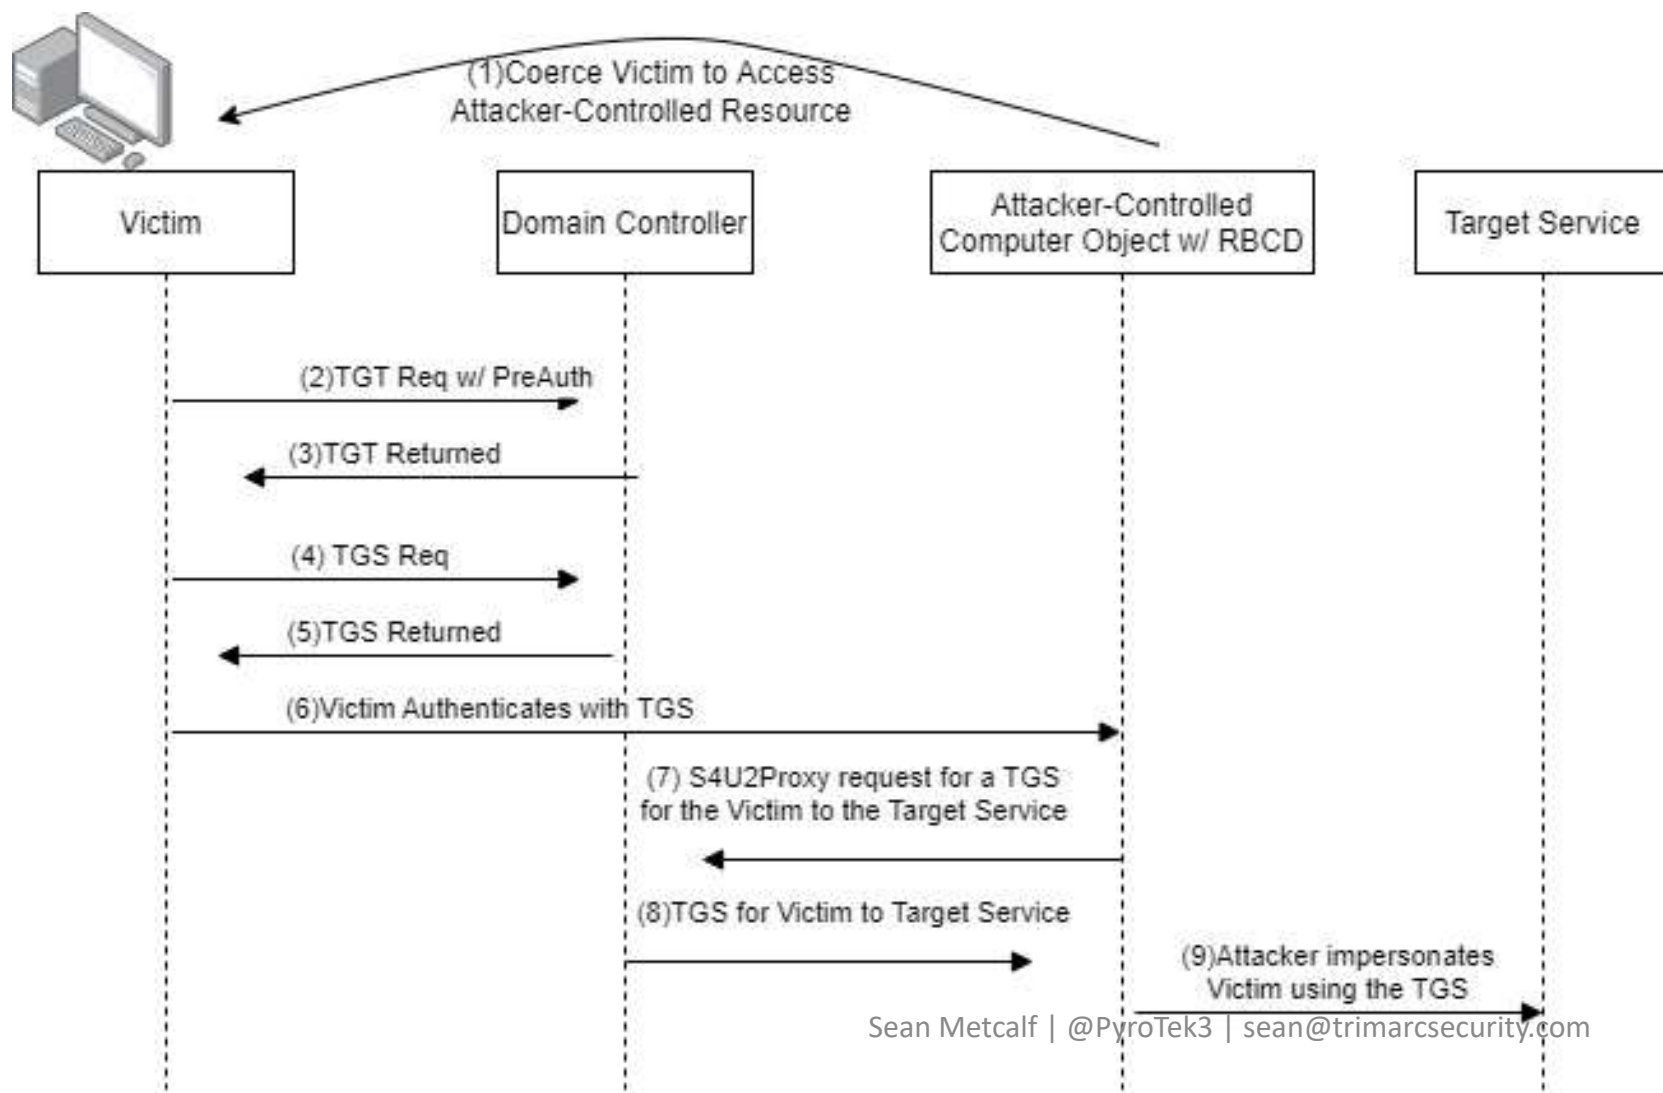 (1)Coerce Victim to Access
Attacker-Controlled Resource
Victim
Domain Controller
Attacker-Controlled
Computer Object w/ RBCD
Target Service
(2)TGT Req w/ PreAuth
(3)TGT Returned
(4) TGS Req
(5)TGS Returned
(6)Victim Authenticates with TGS
(7) S4U2Proxy request for a TGS
for the Victim to the Target Service
(8)TGS for Victim to Target Service
(9)Attacker impersonates
Victim using the TGS
Sean Metcalf | @PyroTek3 | sean@trimarcsecurity.com